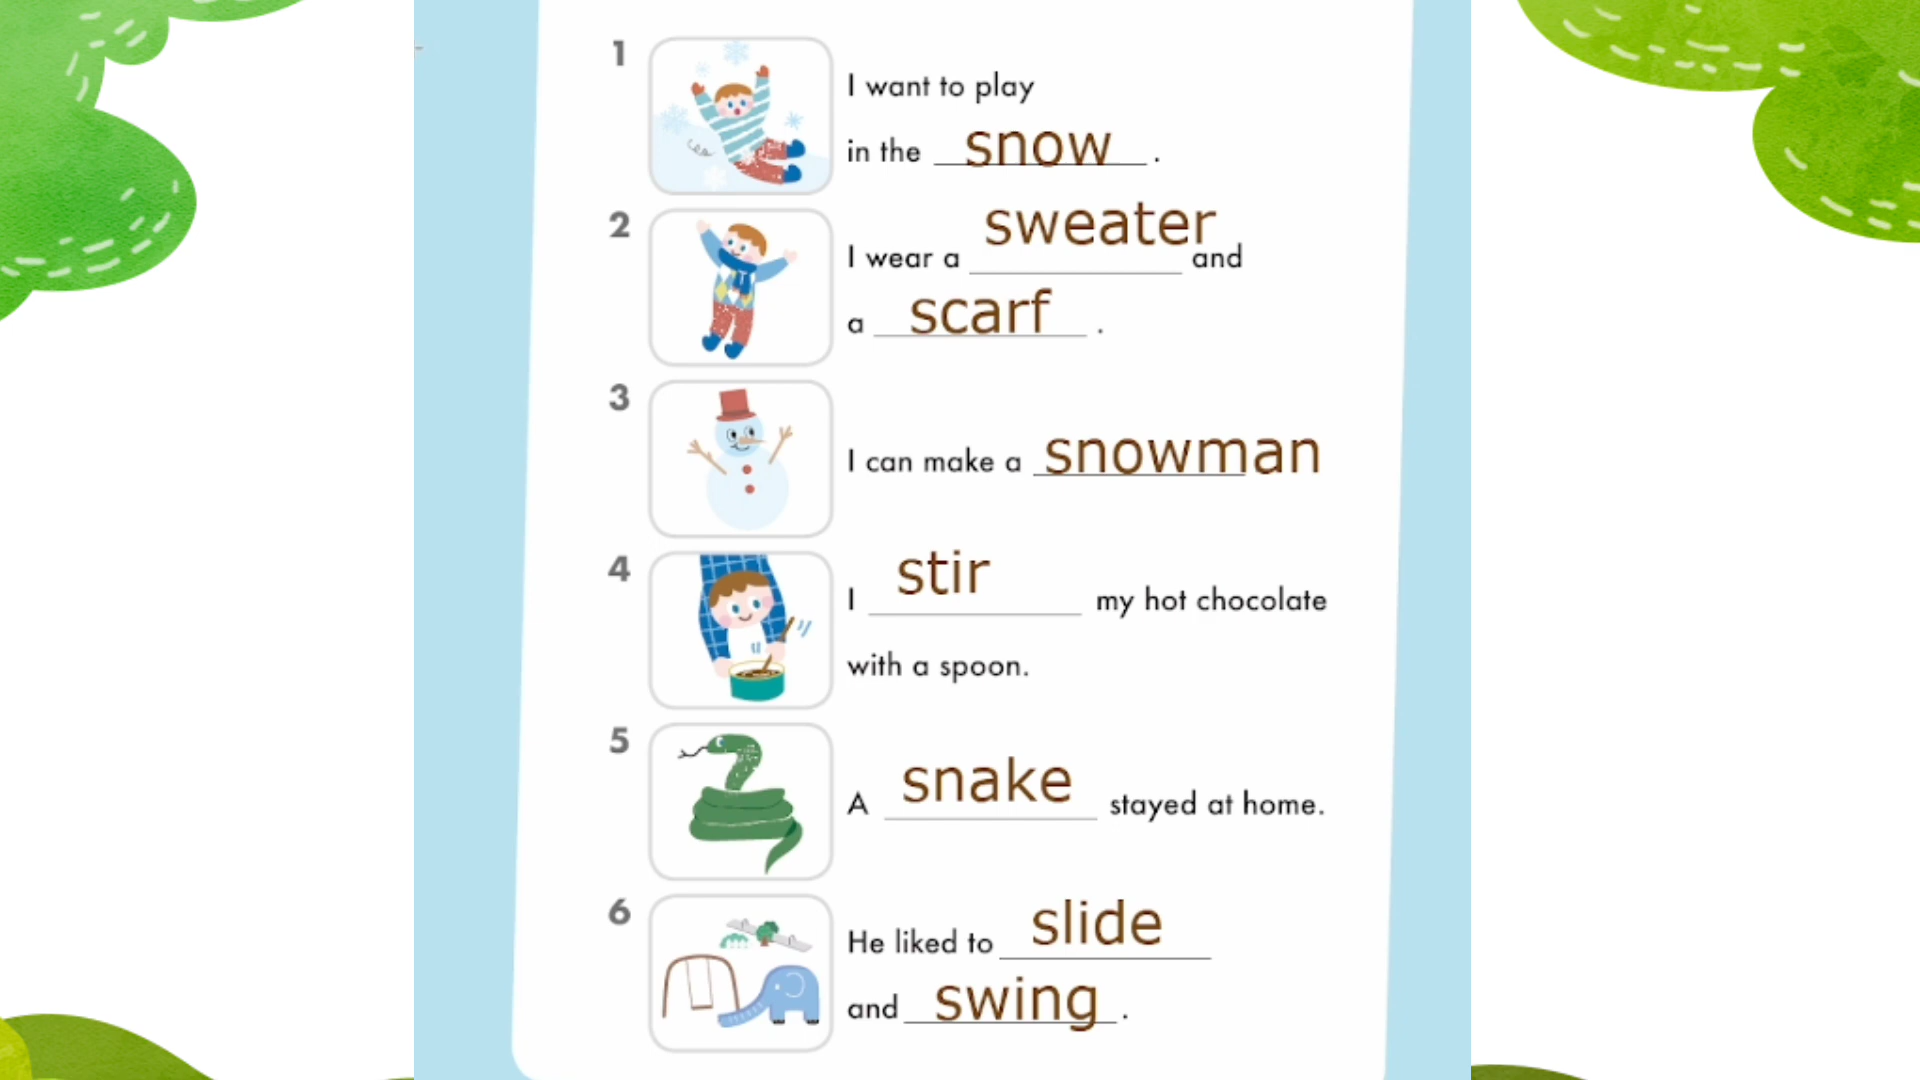 1
I want to play
in the snow .
2
I wear a sweater and
a scarf .
3
I can make a snowman
4
I stir my hot chocolate
with a spoon.
5
A snake stayed at home.
6
He liked to slide
and swing .